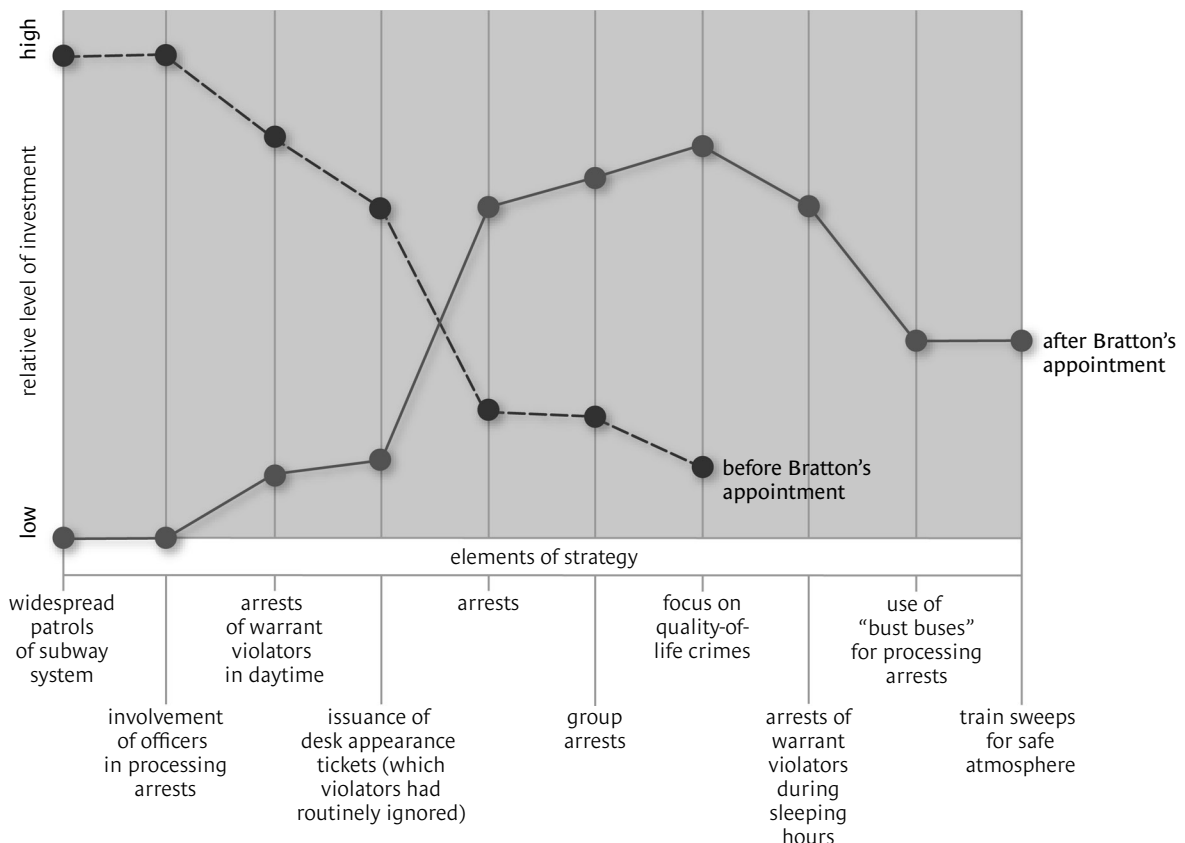 high
relative level of investment
low
after Bratton’s
appointment
before Bratton’s
appointment
elements of strategy
widespread
patrols
of subway
system
involvement
of officers
in processing
arrests
arrests
of warrant
violators
in daytime
issuance of
desk appearance
tickets (which
violators had
routinely ignored)
arrests
group
arrests
focus on
quality-of-
life crimes
arrests of
warrant
violators
during
sleeping
hours
use of
“bust buses”
for processing
arrests
train sweeps
for safe
atmosphere